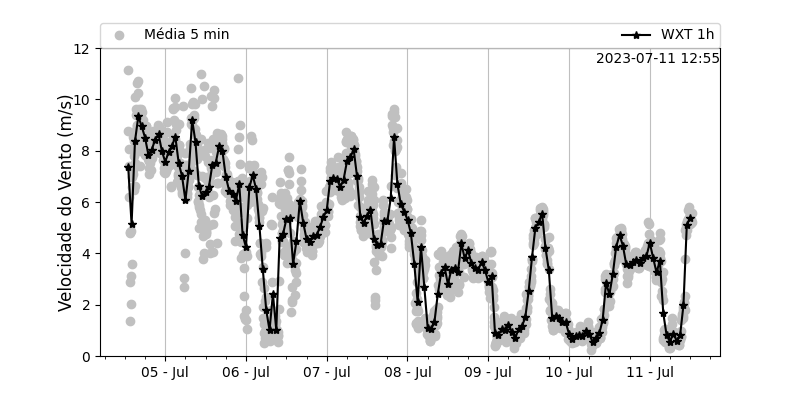 Média 5 min
WXT 1h
2023-07-11 12:55
Velocidade do Vento (m/s)
12
10
8
6
4
2
0
05 - Jul 06 - Jul 07 - Jul 08 - Jul 09 - Jul 10 - Jul 11 - Jul